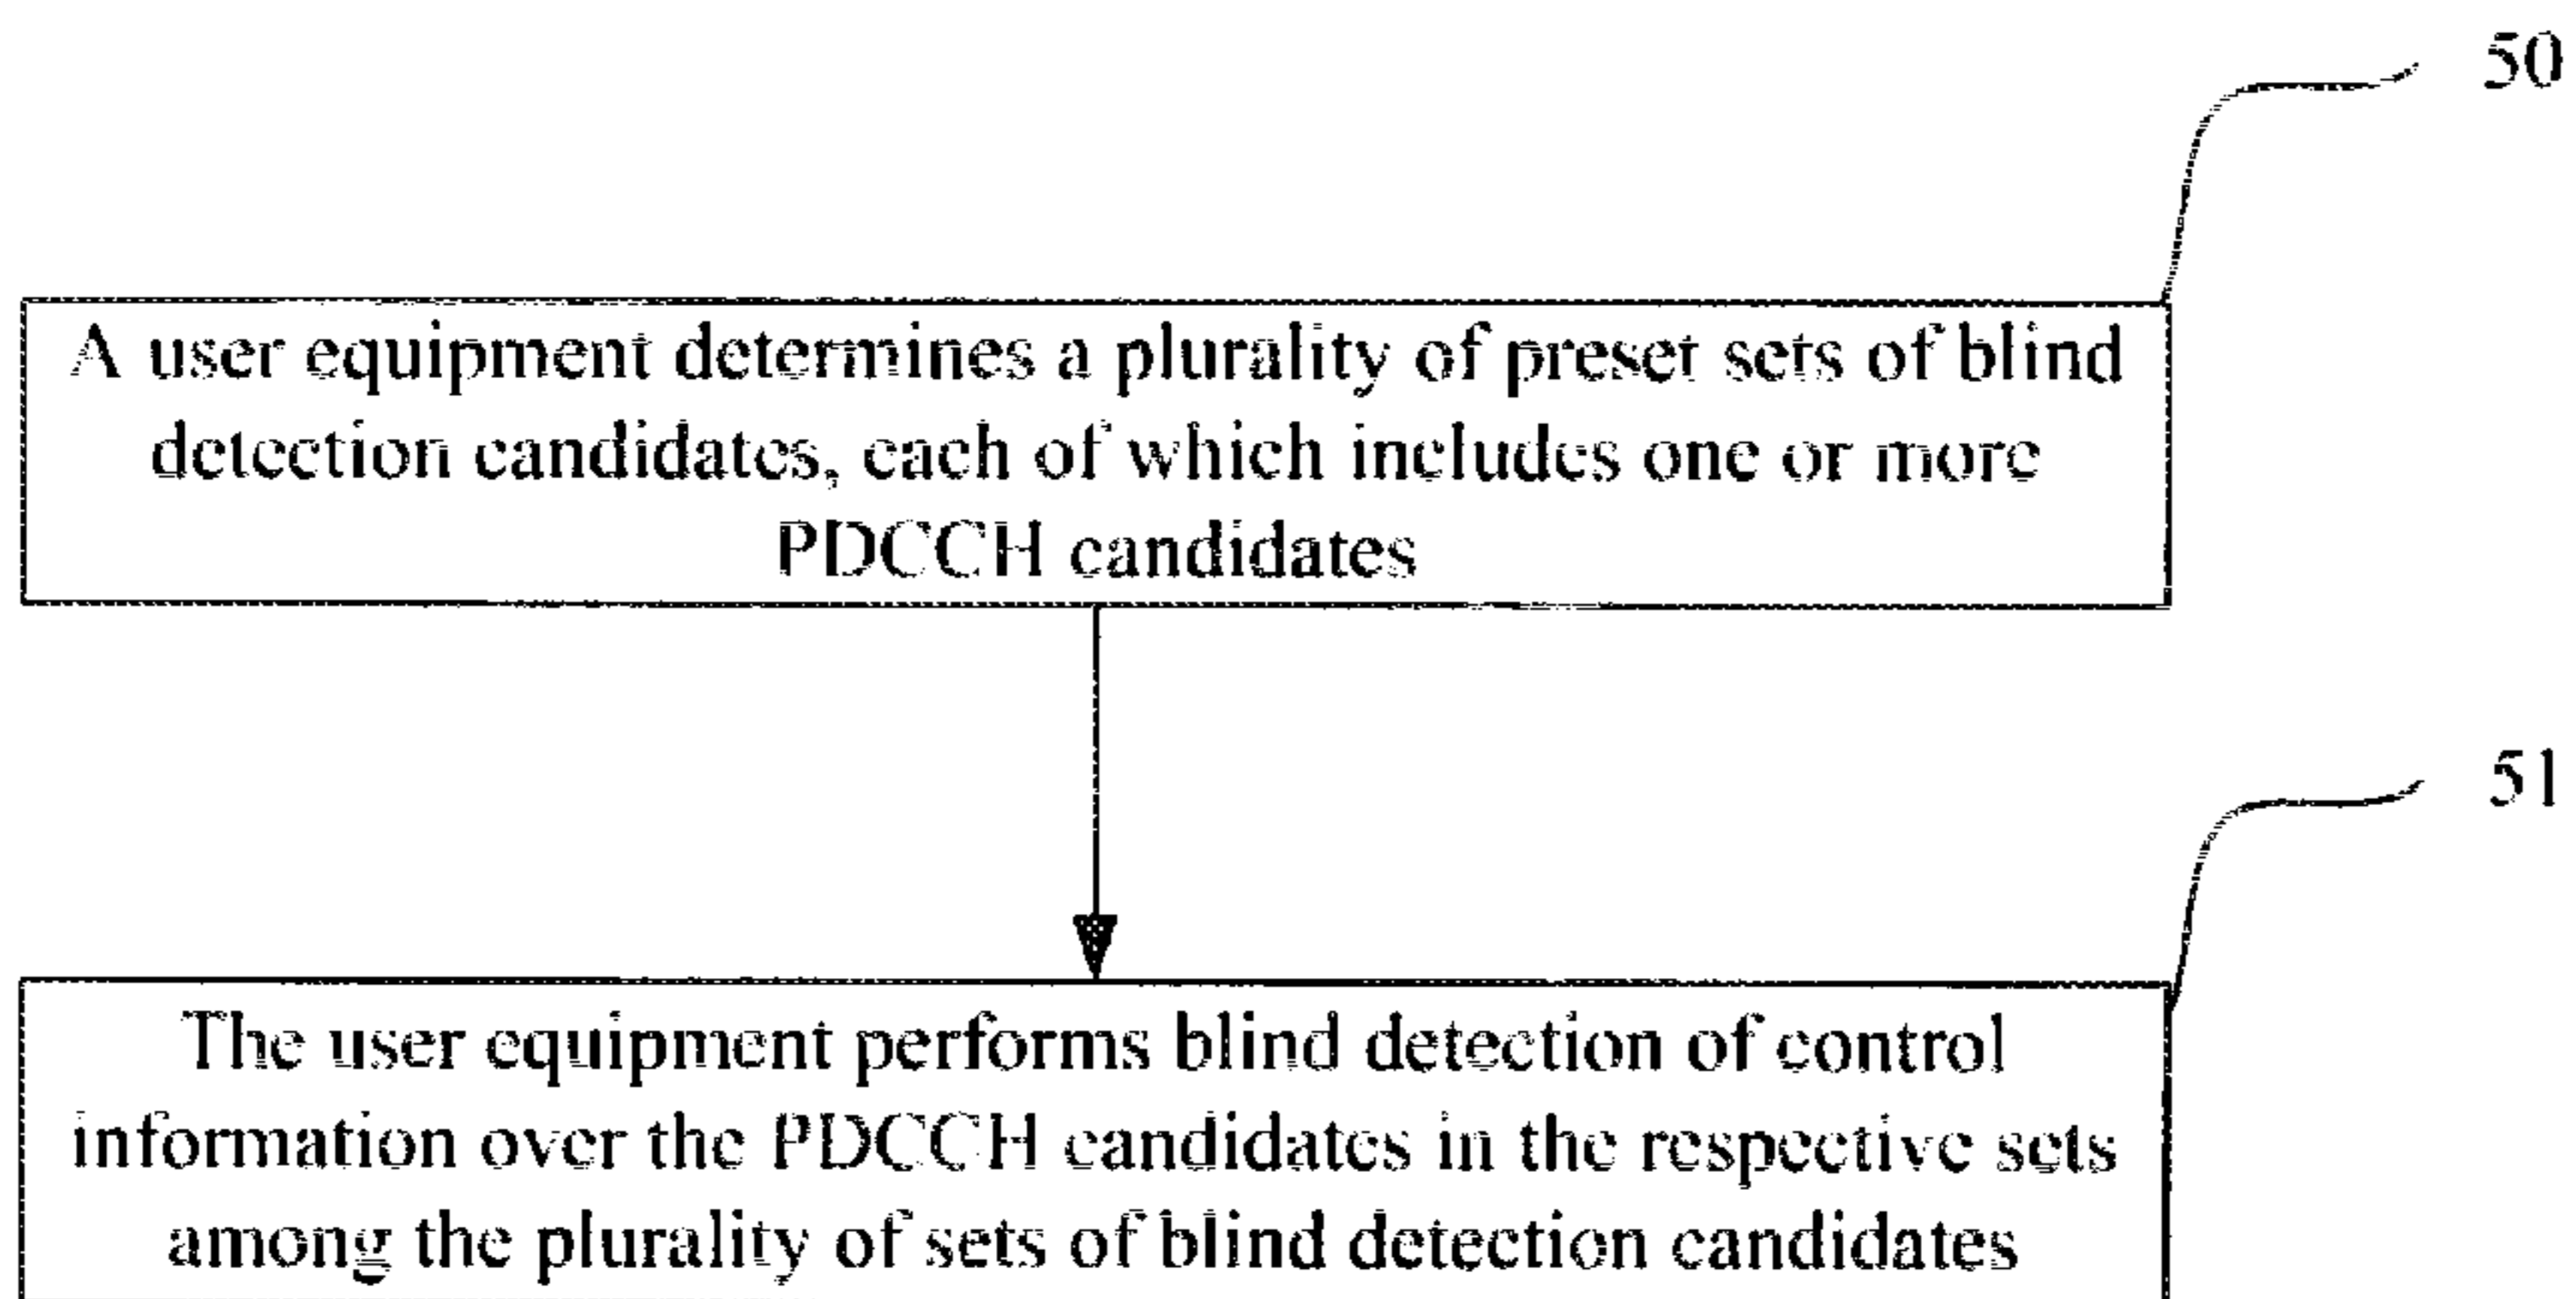 50
A user equipment determines a plurality of preset sets of blind
detection candidates, each of which includes one or more
PDCCH candidates
51
The user equipment performs blind detection of control
information over the PDCCH candidates in the respective sets
among the plurality of sets of blind detection candidates